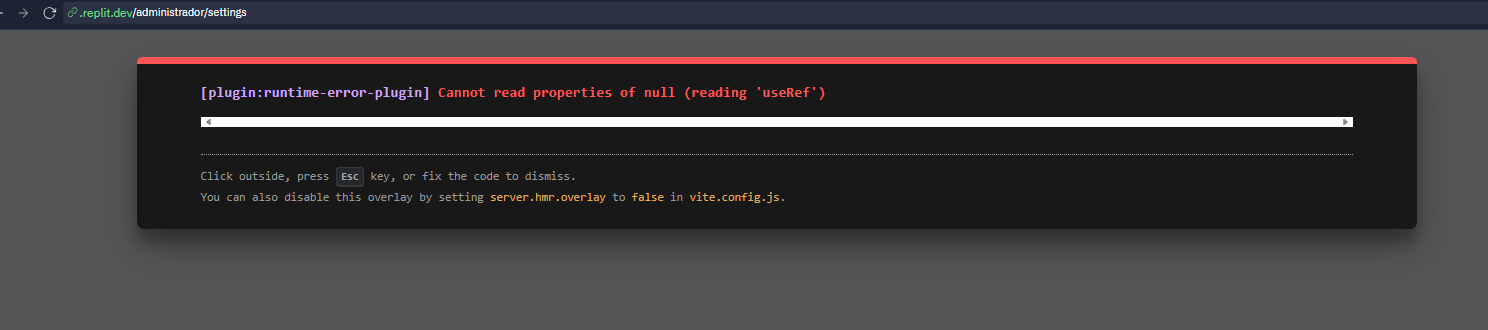 .replit.dev/administrador/settings
[plugin:runtime-error-plugin] Cannot read properties of null (reading 'useRef')
Click outside, press Esc key, or fix the code to dismiss.
You can also disable this overlay by setting server.hmr.overlay to false in vite.config.js.